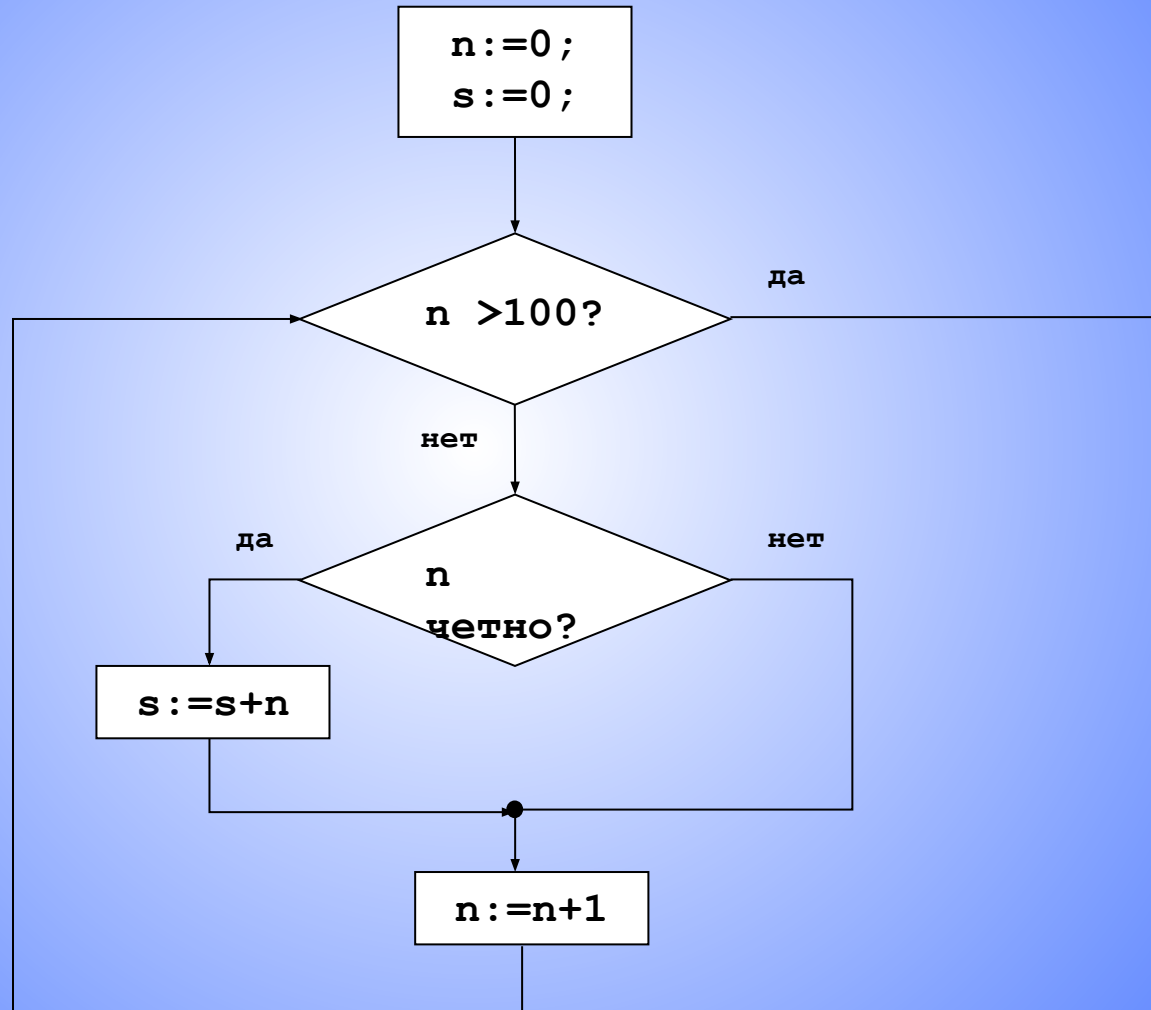 n:=0;
s:=0;
n >100?
да
нет
n
четно?
да
нет
s:=s+n
n:=n+1